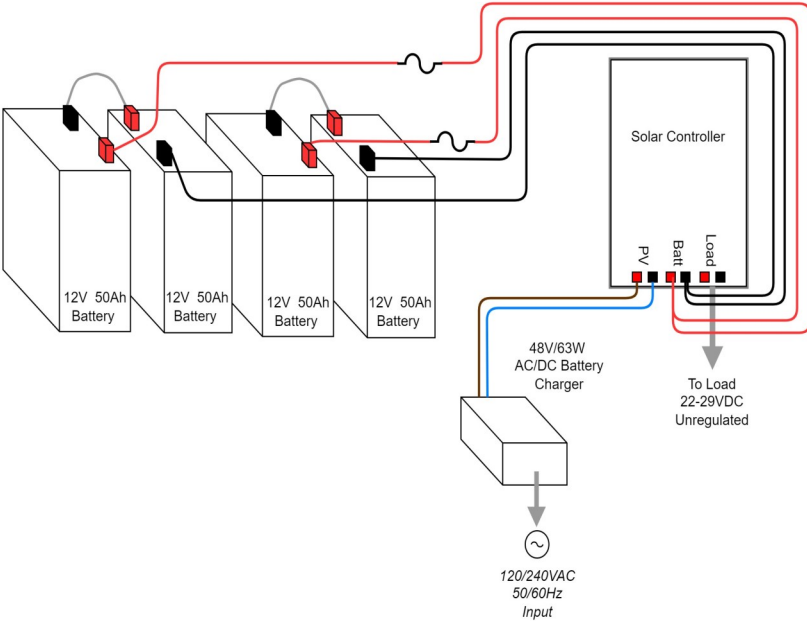 Solar Controller
PV
Batt
Load
12V 50Ah
Battery
12V 50Ah
Battery
12V 50Ah
Battery
12V 50Ah
Battery
48V/63W
AC/DC Battery
Charger
To Load
22-29VDC
Unregulated
120/240VAC
50/60Hz
Input